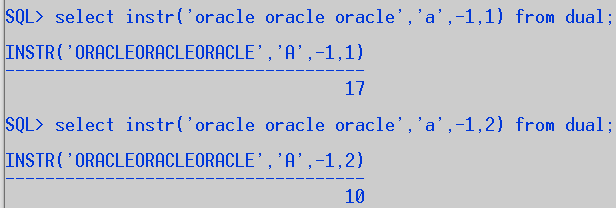 SQL> select instr('oracle oracle oracle','a',-1,1) from dual;
INSTR('ORACLEORACLEORACLE','A',-1,1)
------------------------------------
17
SQL> select instr('oracle oracle oracle','a',-1,2) from dual;
INSTR('ORACLEORACLEORACLE','A',-1,2)
------------------------------------
10